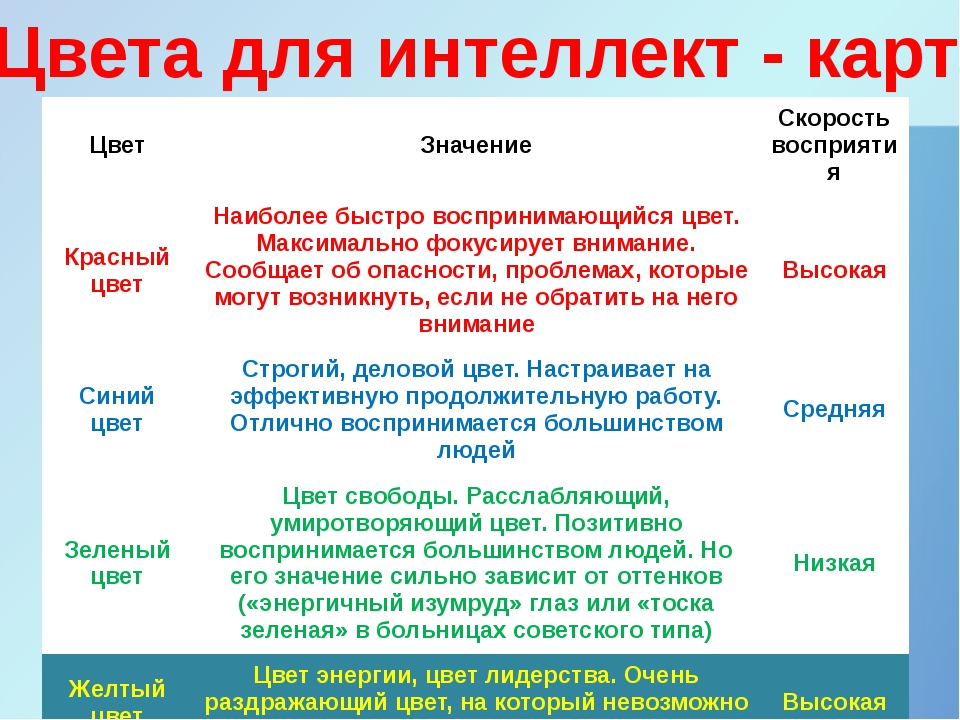 Цвета для интеллект - карт
Цвет
Значение
Скорость
восприяти
я
Красный
цвет
Наиболее быстро воспринимающийся цвет.
Максимально фокусирует внимание.
Сообщает об опасности, проблемах, которые
могут возникнуть, если не обратить на него
внимание
Высокая
Синий
цвет
Строгий, деловой цвет. Настраивает на
эффективную продолжительную работу.
Отлично воспринимается большинством
людей
Средняя
Зеленый
цвет
Цвет свободы. Расслабляющий,
умиротворяющий цвет. Позитивно
воспринимается большинством людей. Но
его значение сильно зависит от оттенков
(«энергичный изумруд» глаз или «тоска
зеленая» в больницах советского типа)
Низкая
Желтый
цвет
Цвет энергии, цвет лидерства. Очень
раздражающий цвет, на который невозможно
Высокая